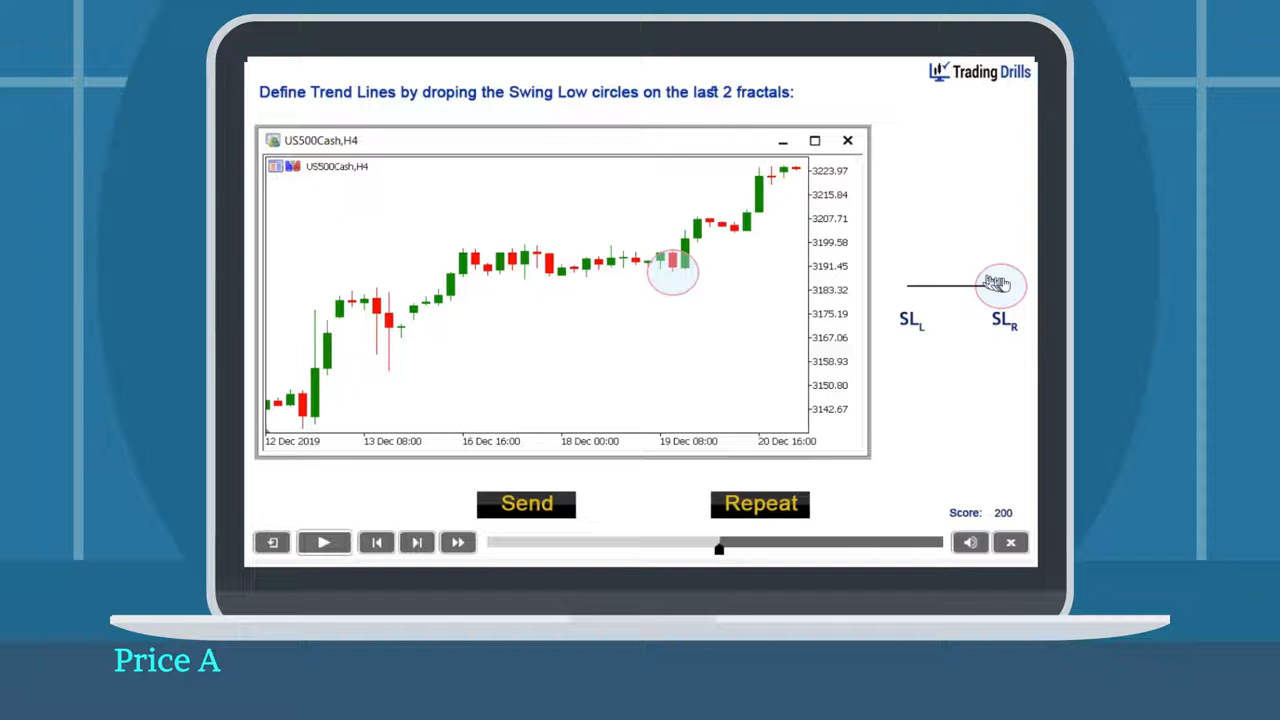 Trading Drills
Define Trend Lines by droping the Swing Low circles on the last 2 fractals:
US500Cash,H4
US500Cash,H4
3223.97
3215.84
3207.71
3199.58
3191.45
3183.32
3175.19
3167.06
3158.93
3150.80
3142.67
12 Dec 2019 13 Dec 08:00 16 Dec 16:00 18 Dec 00:00 19 Dec 08:00 20 Dec 16:00
SLL SLR
Send Repeat
Score: 200
Price A